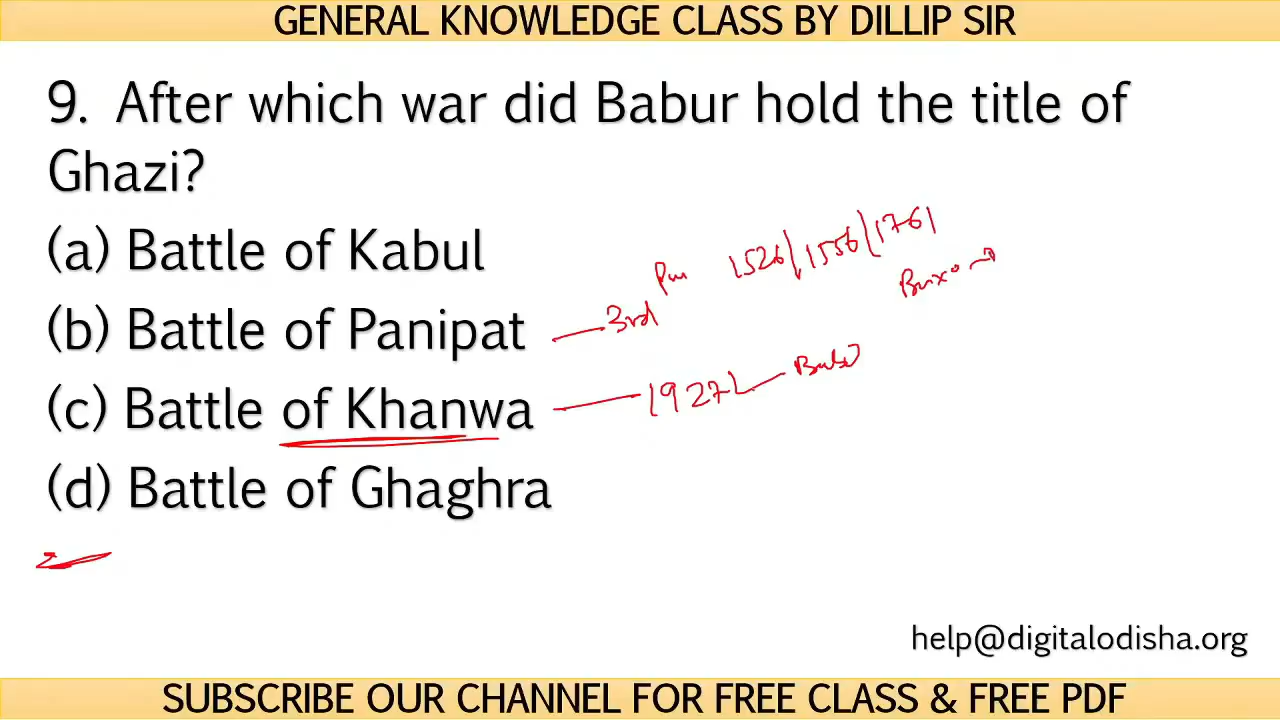 GENERAL KNOWLEDGE CLASS BY DILLIP SIR
9. After which war did Babur hold the title of
Ghazi?
(a) Battle of Kabul
1526/1556/1761
(b) Battle of Panipat
3rd
(c) Battle of Khanwa
1927
(d) Battle of Ghaghra
help@digitalodisha.org
SUBSCRIBE OUR CHANNEL FOR FREE CLASS & FREE PDF